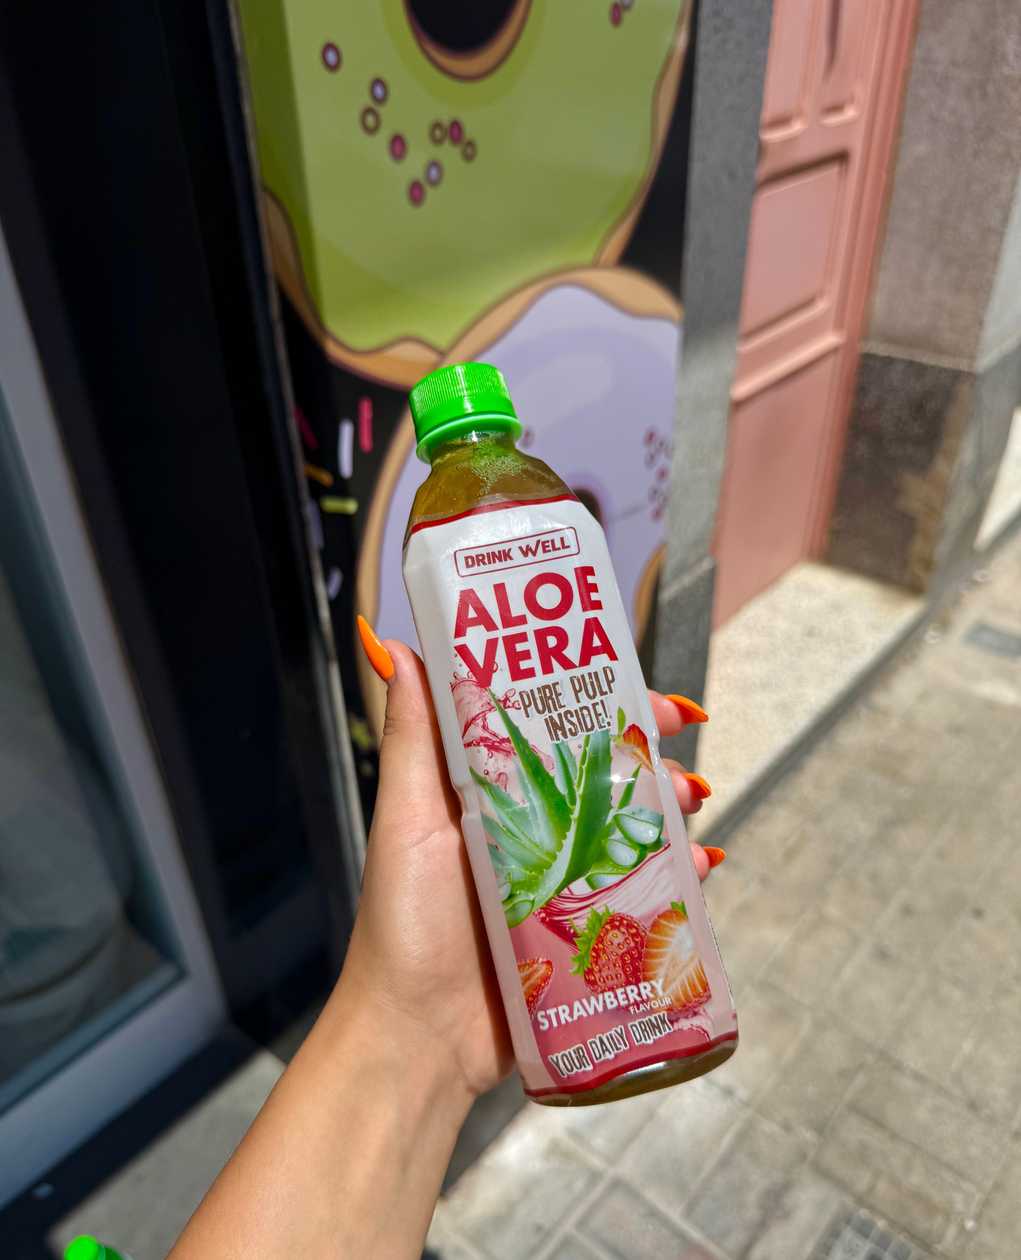 DRINK WELL
ALOE
VERA
PURE PULP
INSIDE!
STRAWBERRY
FLAVOUR
YOUR DAILY DRINK